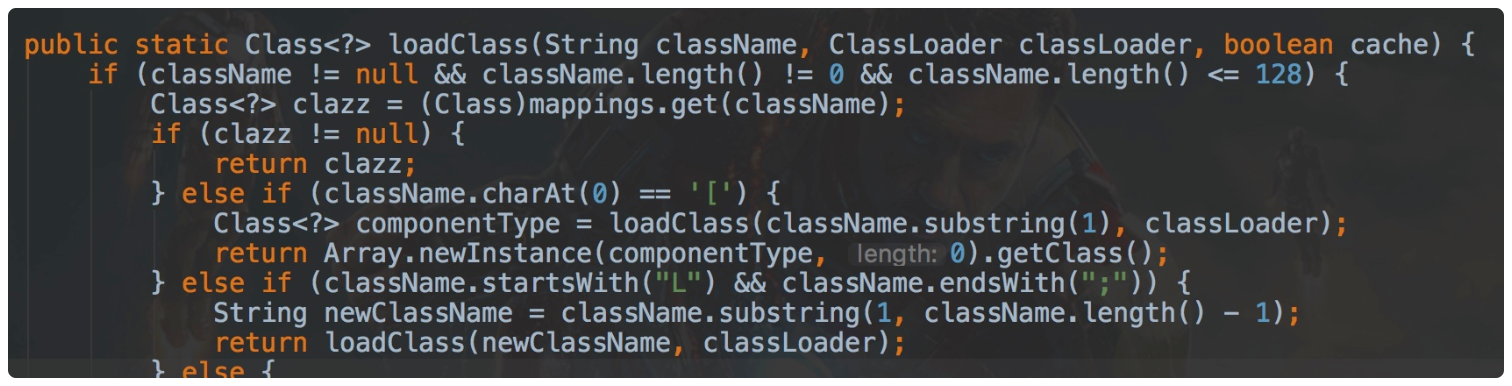 public static Class<?> loadClass(String className, ClassLoader classLoader, boolean cache) {
if (className != null && className.length() != 0 && className.length() <= 128) {
Class<?> clazz = (Class)mappings.get(className);
if (clazz != null) {
return clazz;
} else if (className.charAt(0) == '[') {
Class<?> componentType = loadClass(className.substring(1), classLoader);
return Array.newInstance(componentType, length: 0).getClass();
} else if (className.startsWith("L") && className.endsWith(";")) {
String newClassName = className.substring(1, className.length() - 1);
return loadClass(newClassName, classLoader);
} else {